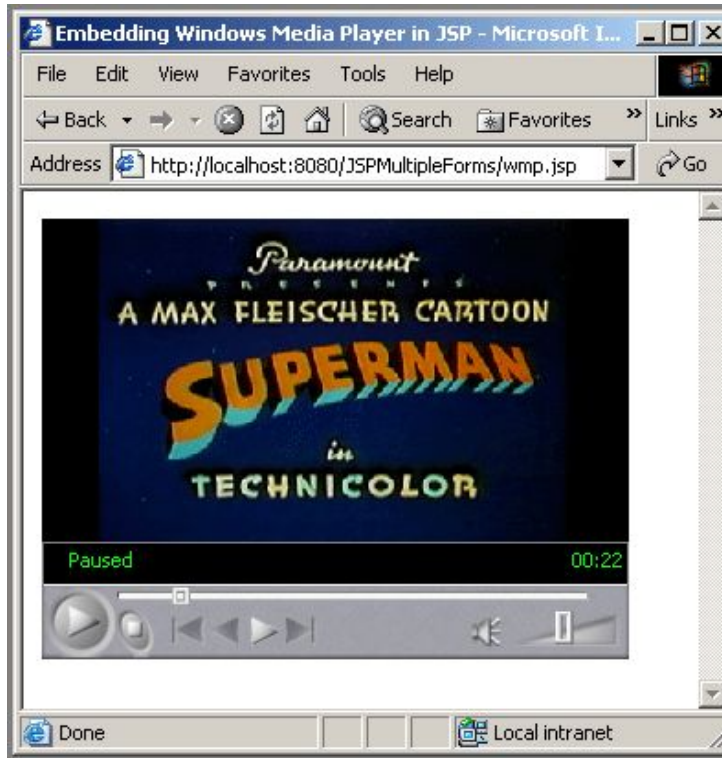 Embedding Windows Media Player in JSP - Microsoft I...
File Edit View Favorites Tools Help
Back Search Favorites » Links »
Address http://localhost:8080/JSPMultipleForms/wmp.jsp Go
Paramount
PRESENTS
A MAX FLEISCHER CARTOON
SUPERMAN
in
TECHNICOLOR
Paused 00:22
Done Local intranet